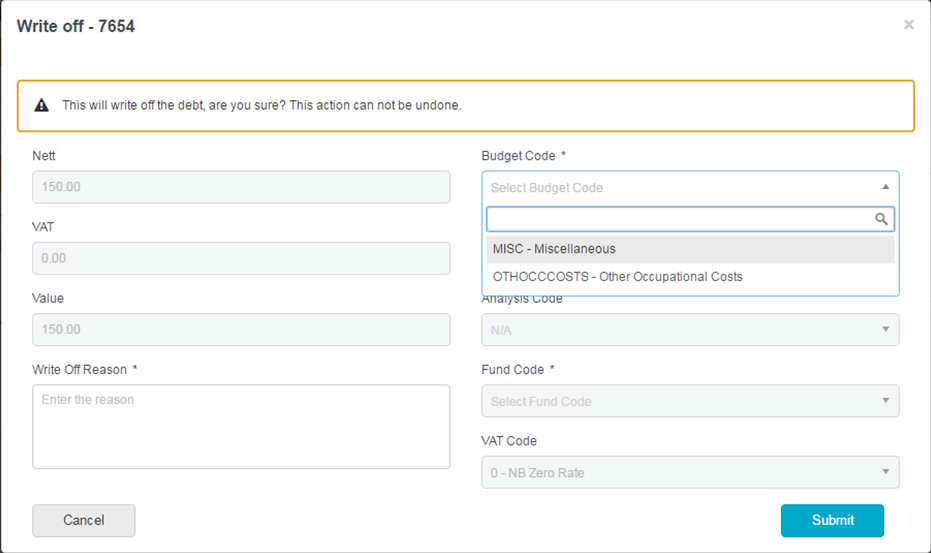 Write off - 7654
×
This will write off the debt, are you sure? This action can not be undone.
Nett
150.00
VAT
0.00
Value
150.00
Write Off Reason *
Enter the reason
Budget Code *
Select Budget Code
MISC - Miscellaneous
OTHOCCCOSTS - Other Occupational Costs
Analysis Code
N/A
Fund Code *
Select Fund Code
VAT Code
0 - NB Zero Rate
Cancel
Submit